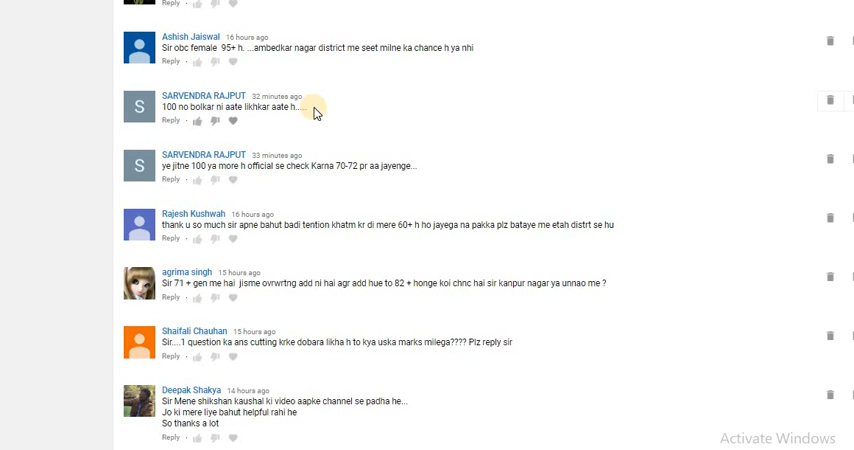 Reply
Ashish Jaiswal 16 hours ago
Sir obc female 95+ h. ...ambedkar nagar district me seet milne ka chance h ya nhi
Reply
SARVENDRA RAJPUT 32 minutes ago
S
100 no bolkar ni aate likhkar aate h.....
Reply
SARVENDRA RAJPUT 33 minutes ago
S
ye jitne 100 ya more h official se check Karna 70-72 pr aa jayenge...
Reply
Rajesh Kushwah 16 hours ago
thank u so much sir apne bahut badi tention khatm kr di mere 60+ h ho jayega na pakka plz bataye me etah distrt se hu
Reply
agrima singh 15 hours ago
Sir 71 + gen me hai jisme ovrwrtng add ni hai agr add hue to 82 + honge koi chnc hai sir kanpur nagar ya unnao me ?
Reply
Shaifali Chauhan 15 hours ago
Sir....1 question ka ans cutting krke dobara likha h to kya uska marks milega???? Plz reply sir
Reply
Deepak Shakya 14 hours ago
Sir Mene shikshan kaushal ki video aapke channel se padha he...
Jo ki mere liye bahut helpful rahi he
So thanks a lot
Reply
Activate Windows